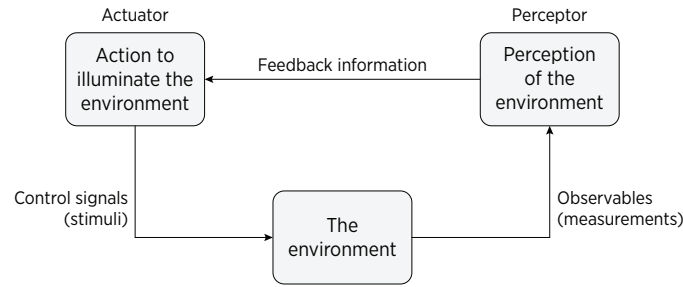 Actuator
Perceptor
Action to
illuminate the
environment
Feedback information
Perception
of the
environment
Control signals
(stimuli)
The
environment
Observables
(measurements)